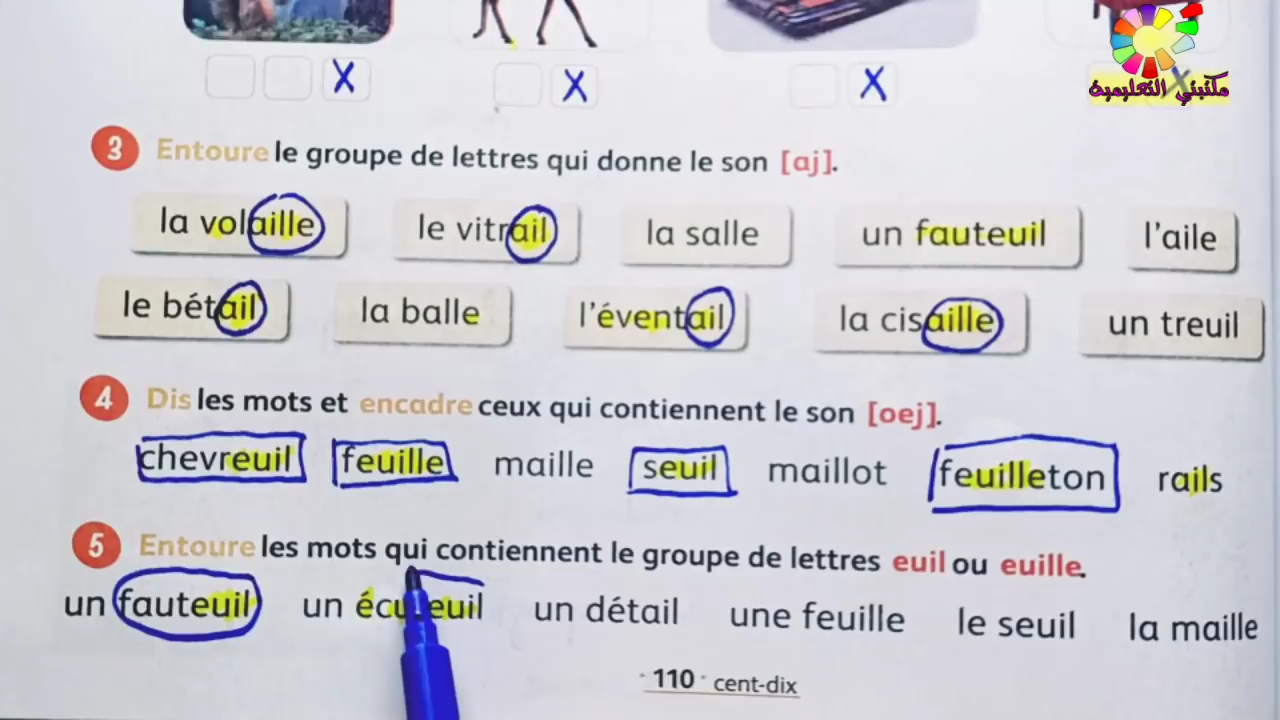 مكتبتي التعليمية
X X X X
3 Entoure le groupe de lettres qui donne le son [aj].
la volaille le vitrail la salle un fauteuil l'aile
le bétail la balle l'éventail la cisaille un treuil
4 Dis les mots et encadre ceux qui contiennent le son [oej].
chevreuil feuille maille seuil maillot feuilleton rails
5 Entoure les mots qui contiennent le groupe de lettres euil ou euille.
un fauteuil un écureuil un détail une feuille le seuil la maille
110 cent-dix